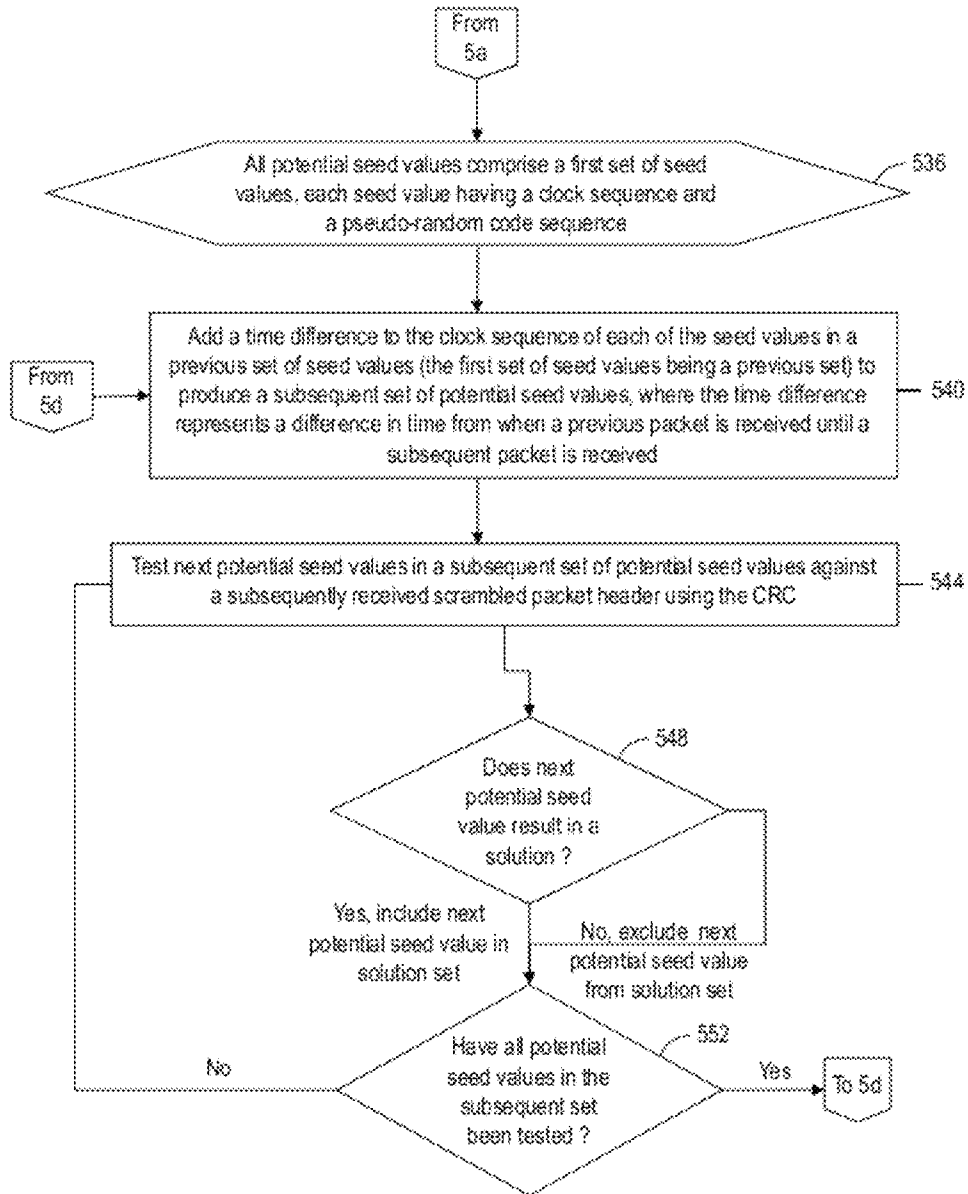 From
5a
All potential seed values comprise a first set of seed
values, each seed value having a clock sequence and
a pseudo-random code sequence
536
Add a time difference to the clock sequence of each of the seed values in a
previous set of seed values (the first set of seed values being a previous set) to
produce a subsequent set of potential seed values, where the time difference
represents a difference in time from when a previous packet is received until a
subsequent packet is received
540
From
5d
Test next potential seed values in a subsequent set of potential seed values against
a subsequently received scrambled packet header using the CRC
544
Does next
potential seed
value result in a
solution ?
548
Yes, include next
potential seed value in
solution set
No, exclude next
potential seed value
from solution set
Have all potential
seed values in the
subsequent set
been tested ?
552
No
Yes
To 5d